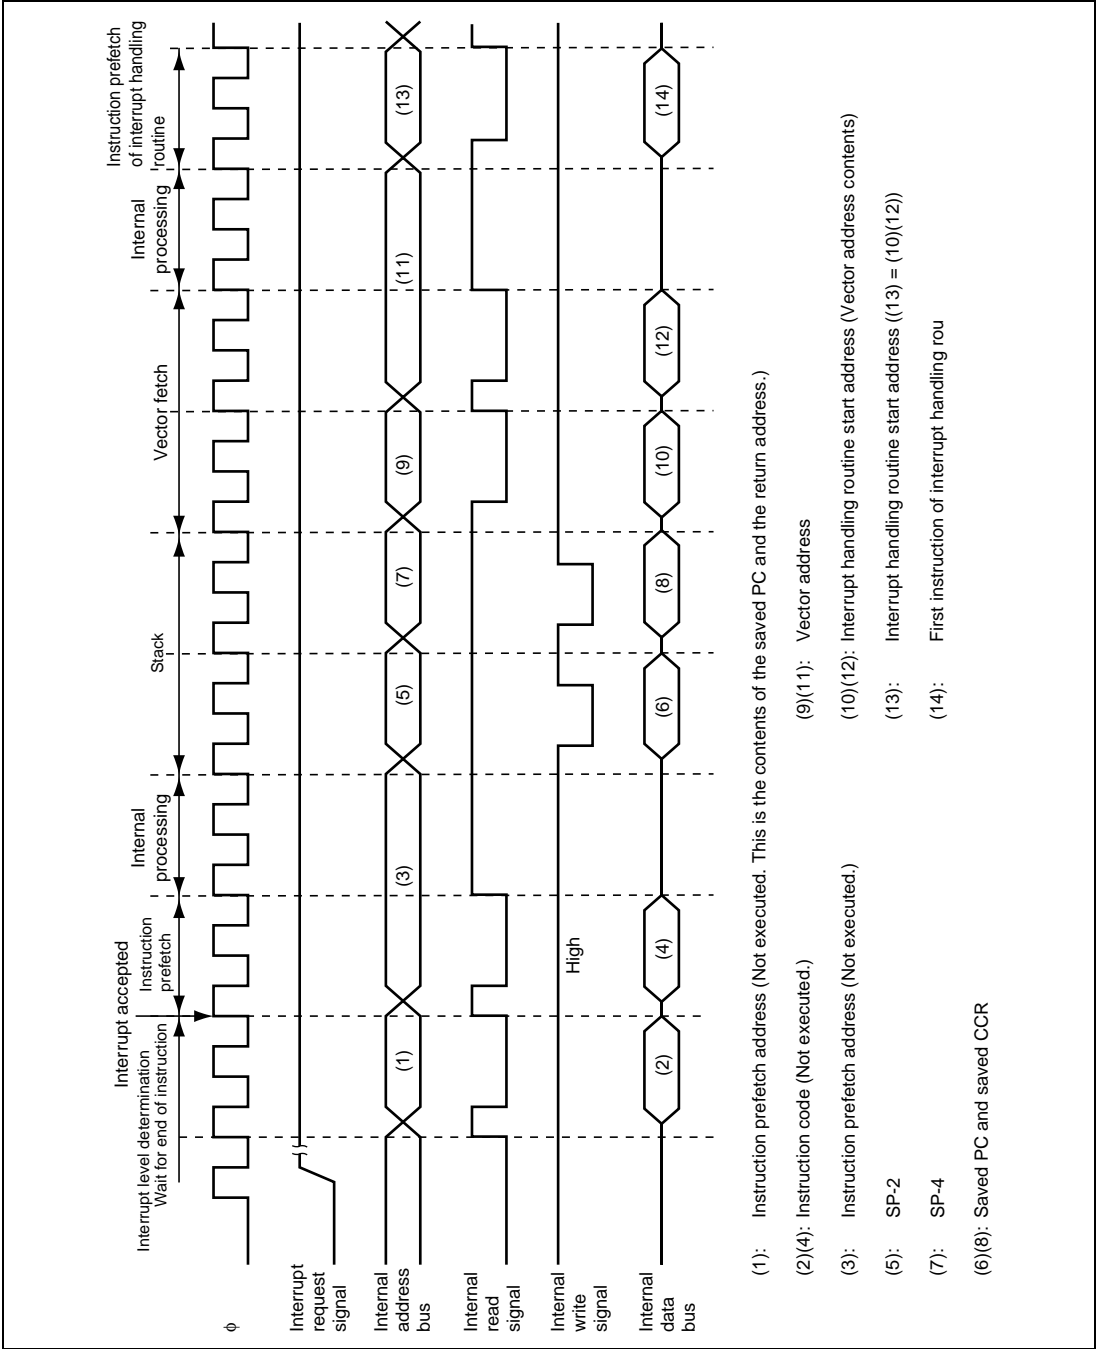 Interrupt accepted
Interrupt level determination
Wait for end of instruction
Instruction
prefetch
Internal
processing
Stack
Vector fetch
Internal
processing
Instruction prefetch
of interrupt handling
routine
φ
Interrupt
request
signal
Internal
address
bus
(1)
(3)
(5)
(7)
(9)
(11)
(13)
Internal
read
signal
Internal
write
signal
High
Internal
data
bus
(2)
(4)
(6)
(8)
(10)
(12)
(14)
(1): Instruction prefetch address (Not executed. This is the contents of the saved PC and the return address.)
(2)(4): Instruction code (Not executed.)
(3): Instruction prefetch address (Not executed.)
(5): SP-2
(7): SP-4
(6)(8): Saved PC and saved CCR
(9)(11): Vector address
(10)(12): Interrupt handling routine start address (Vector address contents)
(13): Interrupt handling routine start address ((13) = (10)(12))
(14): First instruction of interrupt handling rou